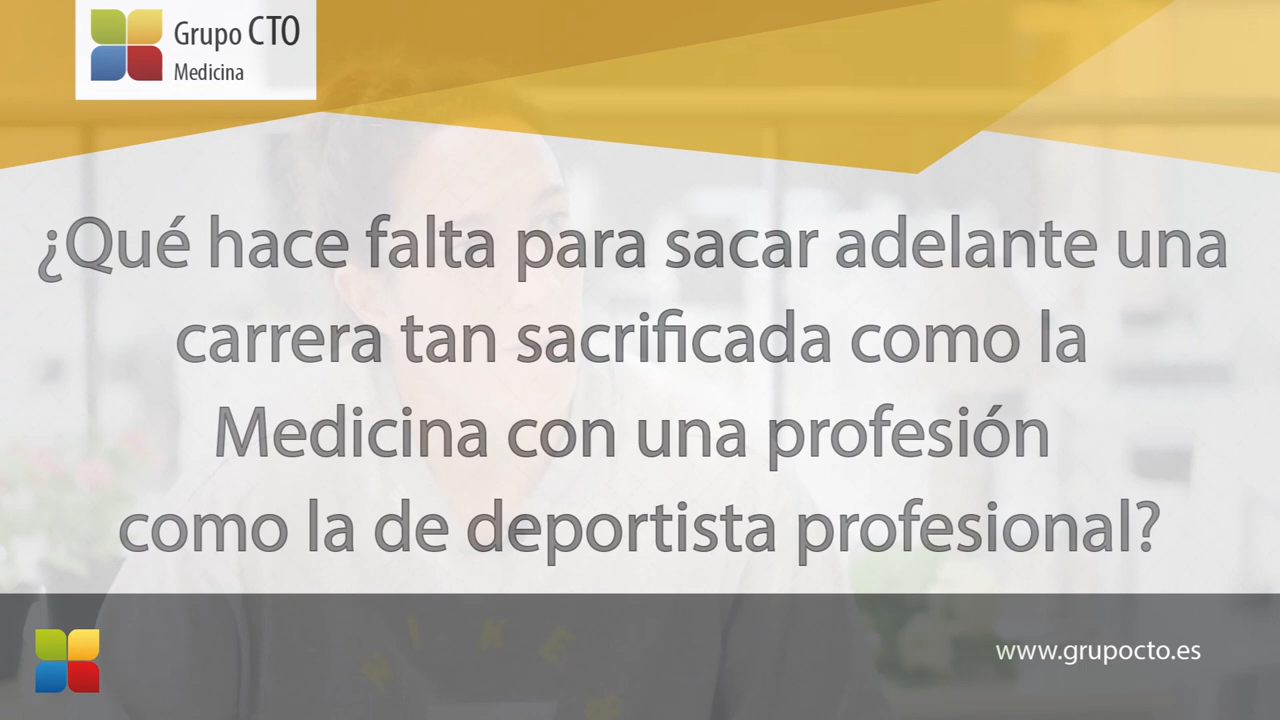 Grupo CTO
Medicina
¿Qué hace falta para sacar adelante una
carrera tan sacrificada como la
Medicina con una profesión
como la de deportista profesional?
N I K E
www.grupocto.es